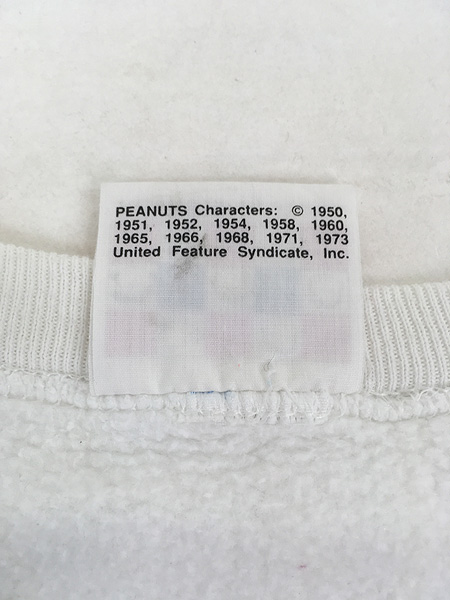 PEANUTS Characters: © 1950,
1951, 1952, 1954, 1958, 1960,
1965, 1966, 1968, 1971, 1973
United Feature Syndicate, Inc.